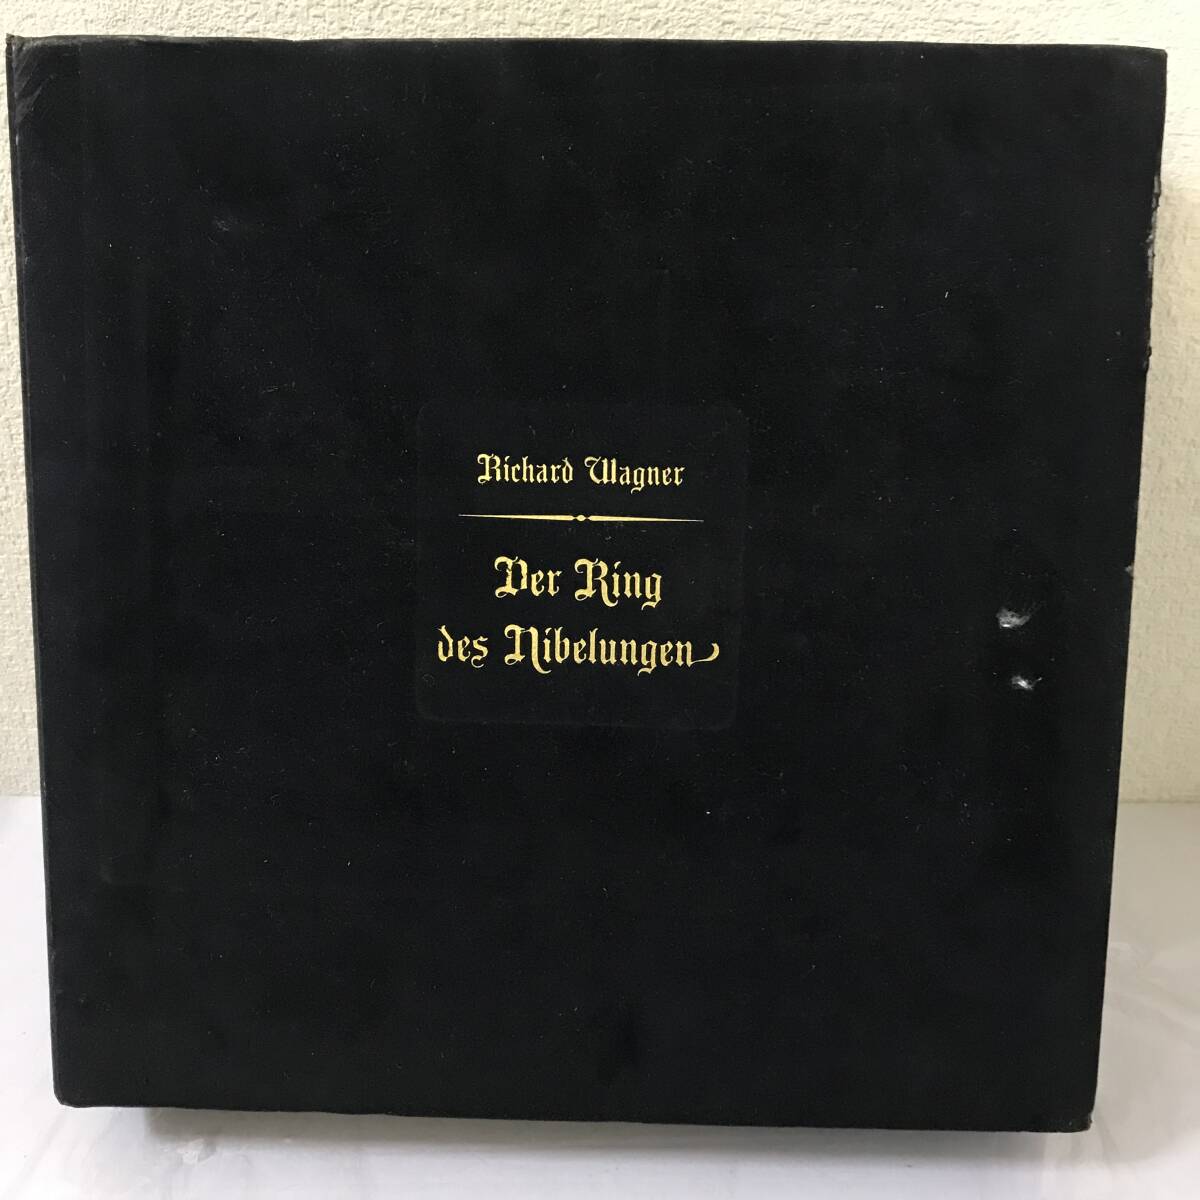 Richard Wagner
Der Ring
des Nibelungen